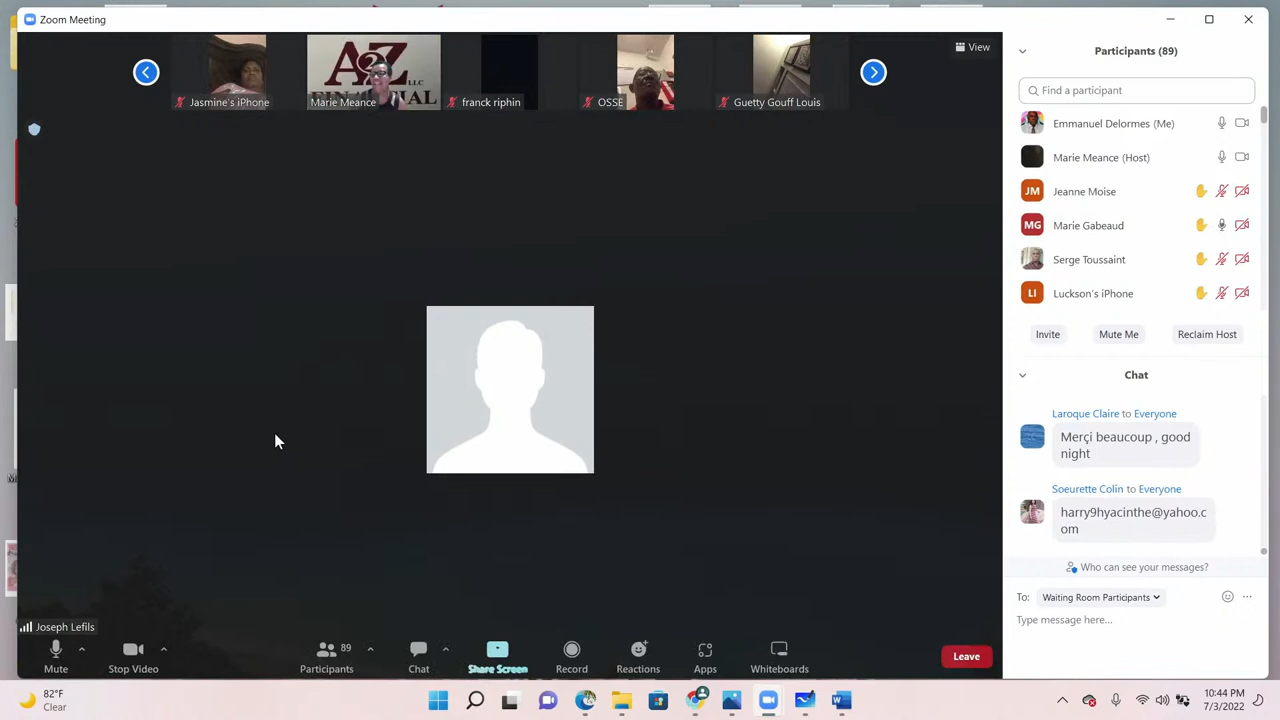 Zoom Meeting
View
A2Z
LLC
FINANCIAL
Jasmine's iPhone
Marie Meance
franck riphin
OSSE
Guetty Gouff Louis
Joseph Lefils
Mute
Stop Video
89
Participants
Chat
Share Screen
Record
Reactions
Apps
Whiteboards
Leave
Participants (89)
Find a participant
Emmanuel Delormes (Me)
Marie Meance (Host)
JM Jeanne Moise
MG Marie Gabeaud
Serge Toussaint
LI Luckson's iPhone
Invite
Mute Me
Reclaim Host
Chat
Laroque Claire to Everyone
Merçi beaucoup , good
night
Soeurette Colin to Everyone
harry9hyacinthe@yahoo.c
om
Who can see your messages?
To: Waiting Room Participants
Type message here...
82°F
Clear
10:44 PM
7/3/2022